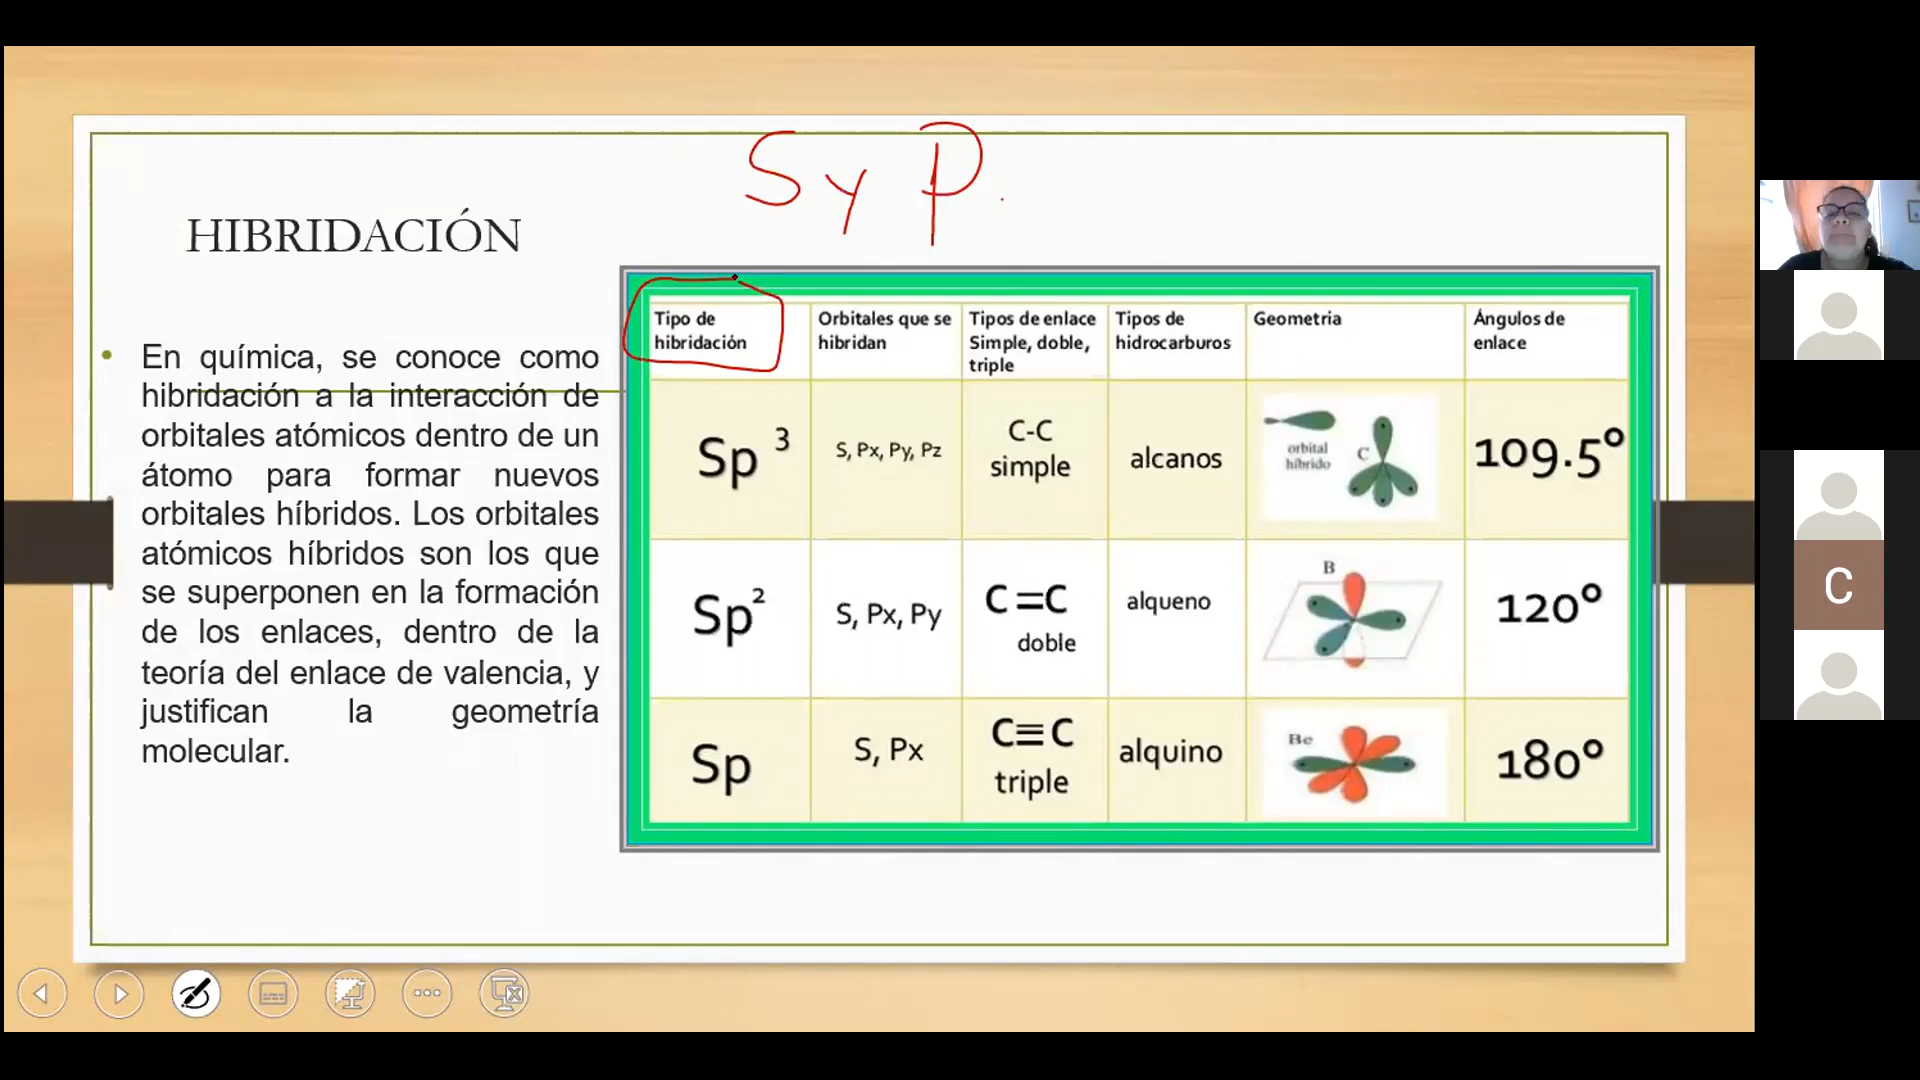 S y P.
HIBRIDACIÓN
• En química, se conoce como
hibridación a la interacción de
orbitales atómicos dentro de un
átomo para formar nuevos
orbitales híbridos. Los orbitales
atómicos híbridos son los que
se superponen en la formación
de los enlaces, dentro de la
teoría del enlace de valencia, y
justifican la geometría
molecular.
Tipo de hibridación
Orbitales que se hibridan
Tipos de enlace Simple, doble, triple
Tipos de hidrocarburos
Geometria
Ángulos de enlace
Sp ³
S, Px, Py, Pz
C-C
simple
alcanos
orbital
híbrido
C
109.5°
Sp²
S, Px, Py
C=C
doble
alqueno
B
120°
Sp
S, Px
C≡C
triple
alquino
Be
180°
C